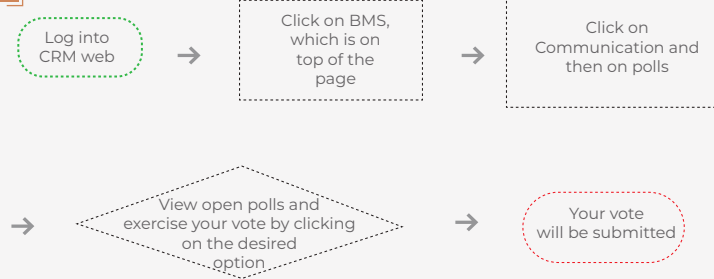 Log into
CRM web
Click on BMS,
which is on
top of the
page
Click on
Communication and
then on polls
View open polls and
exercise your vote by clicking
on the desired
option
Your vote
will be submitted